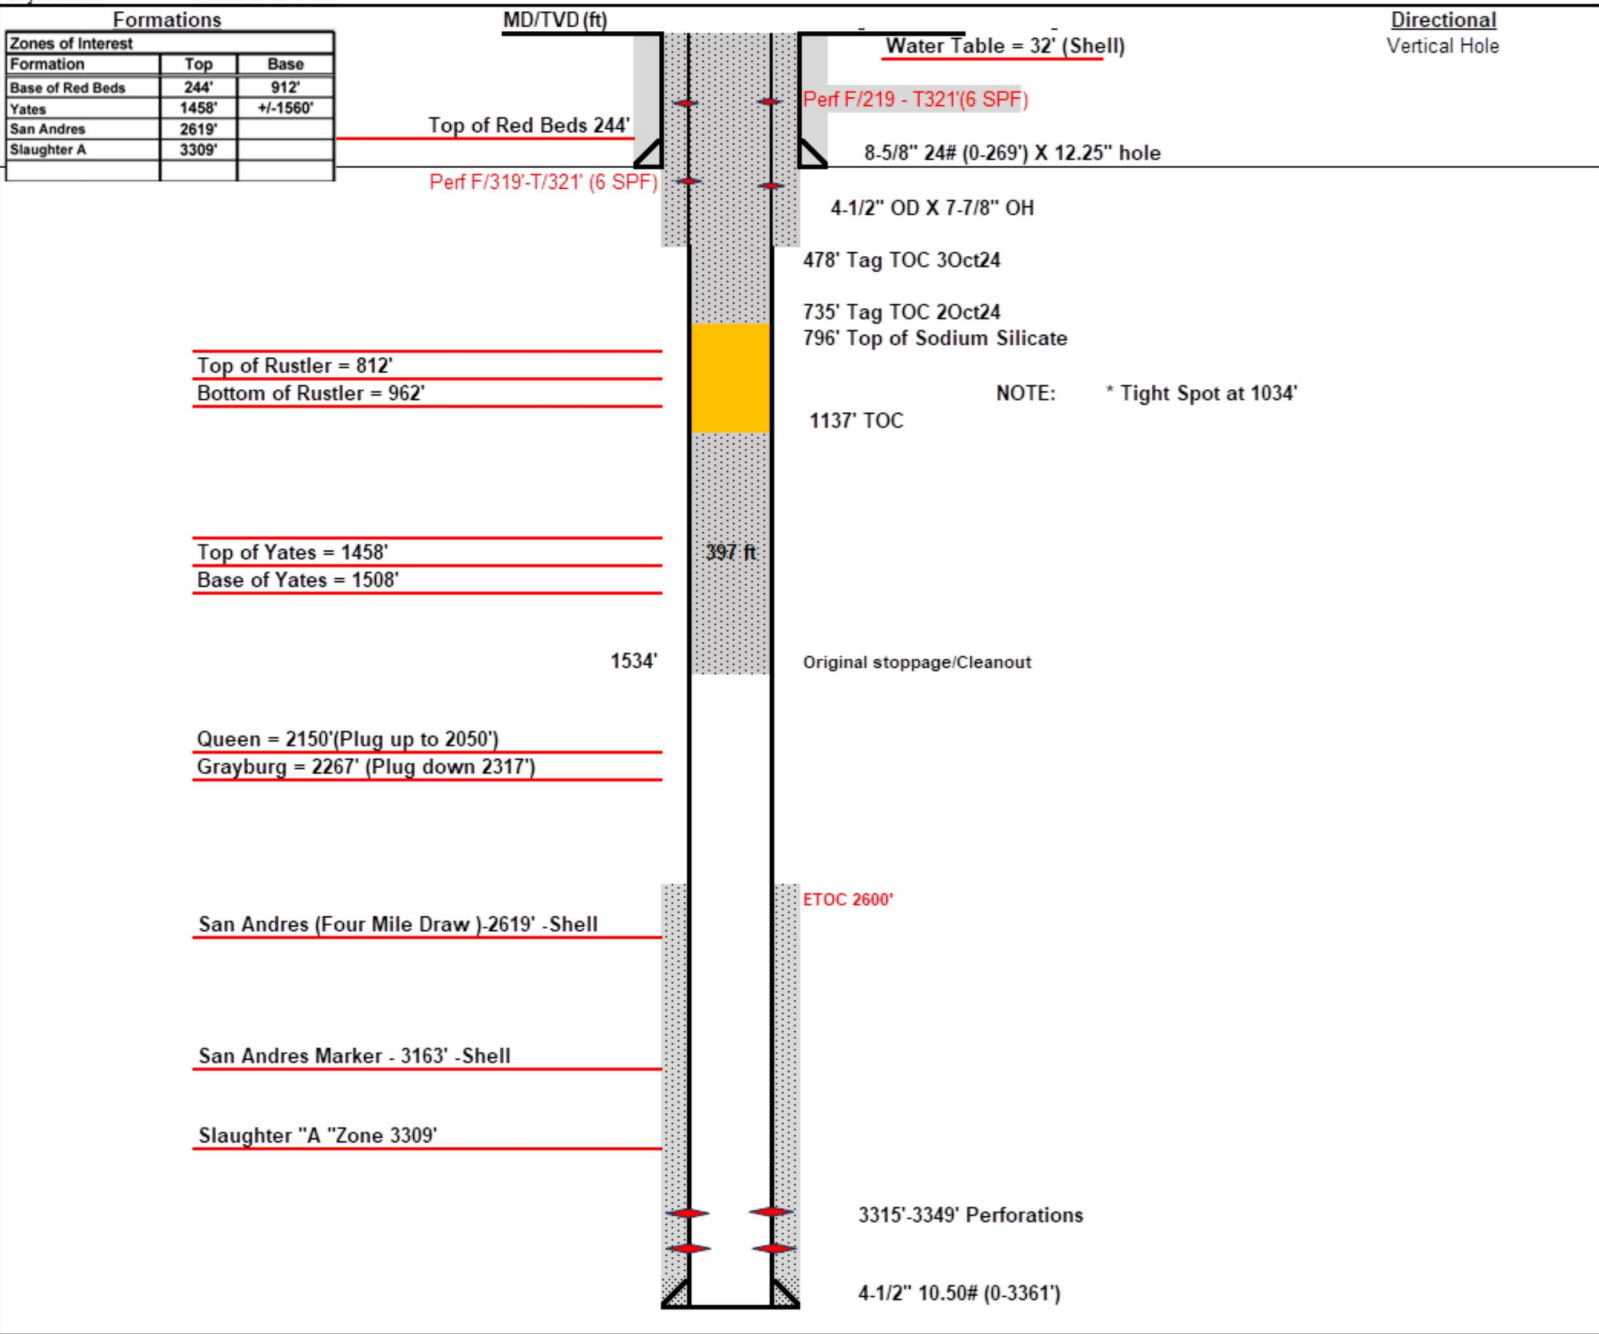 Formations
MD/TVD (ft)
Directional
Zones of Interest
Water Table = 32' (Shell)
Vertical Hole
Formation Top Base
Base of Red Beds 244' 912'
Perf F/219 - T321'(6 SPF)
Yates 1458' +/-1560'
San Andres 2619'
Top of Red Beds 244'
Slaughter A 3309'
8-5/8" 24# (0-269') X 12.25" hole
Perf F/319'-T/321' (6 SPF)
4-1/2" OD X 7-7/8" OH
478' Tag TOC 3Oct24
735' Tag TOC 2Oct24
796' Top of Sodium Silicate
Top of Rustler = 812'
Bottom of Rustler = 962'
NOTE: * Tight Spot at 1034'
1137' TOC
Top of Yates = 1458'
397 ft
Base of Yates = 1508'
1534'
Original stoppage/Cleanout
Queen = 2150'(Plug up to 2050')
Grayburg = 2267' (Plug down 2317')
ETOC 2600'
San Andres (Four Mile Draw )-2619' -Shell
San Andres Marker - 3163' -Shell
Slaughter "A "Zone 3309'
3315'-3349' Perforations
4-1/2" 10.50# (0-3361')